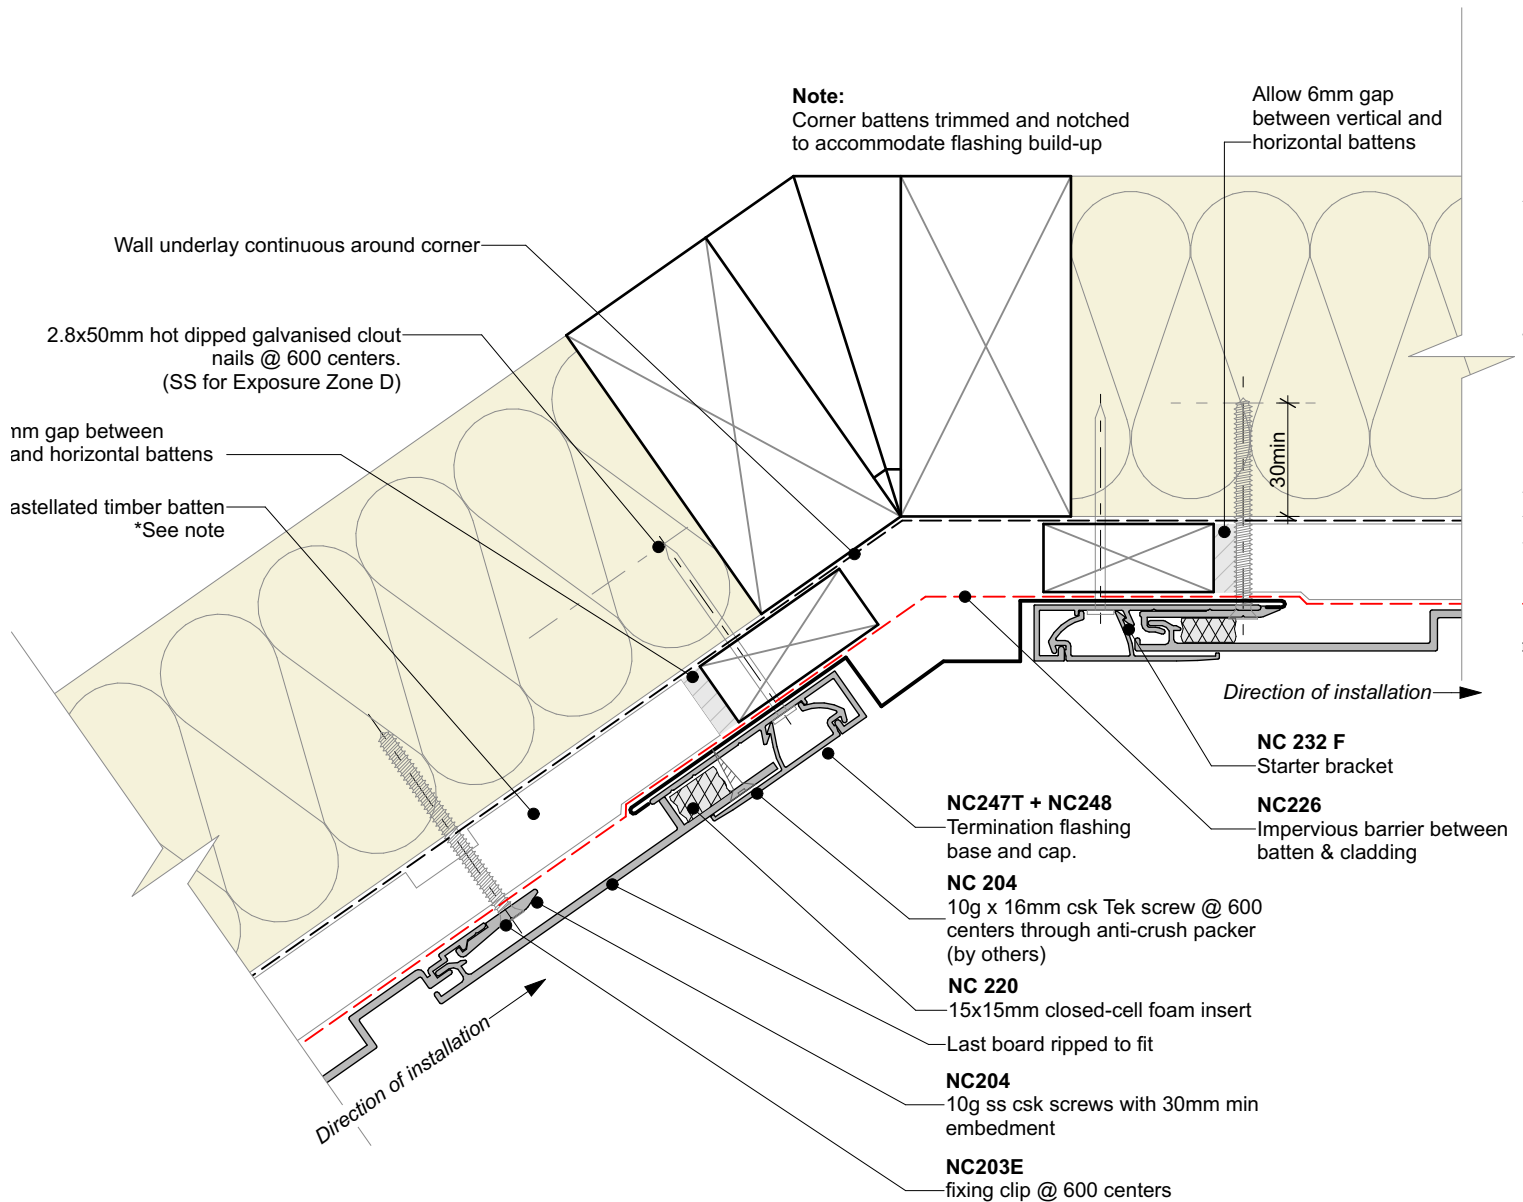 Note:
Corner battens trimmed and notched
to accommodate flashing build-up
Allow 6mm gap
between vertical and
horizontal battens
Wall underlay continuous around corner
2.8x50mm hot dipped galvanised clout
nails @ 600 centers.
(SS for Exposure Zone D)
mm gap between
and horizontal battens
astellated timber batten
*See note
30min
Direction of installation
NC 232 F
Starter bracket
NC226
Impervious barrier between
batten & cladding
NC247T + NC248
Termination flashing
base and cap.
NC 204
10g x 16mm csk Tek screw @ 600
centers through anti-crush packer
(by others)
NC 220
15x15mm closed-cell foam insert
Last board ripped to fit
NC204
10g ss csk screws with 30mm min
embedment
NC203E
fixing clip @ 600 centers
Direction of installation